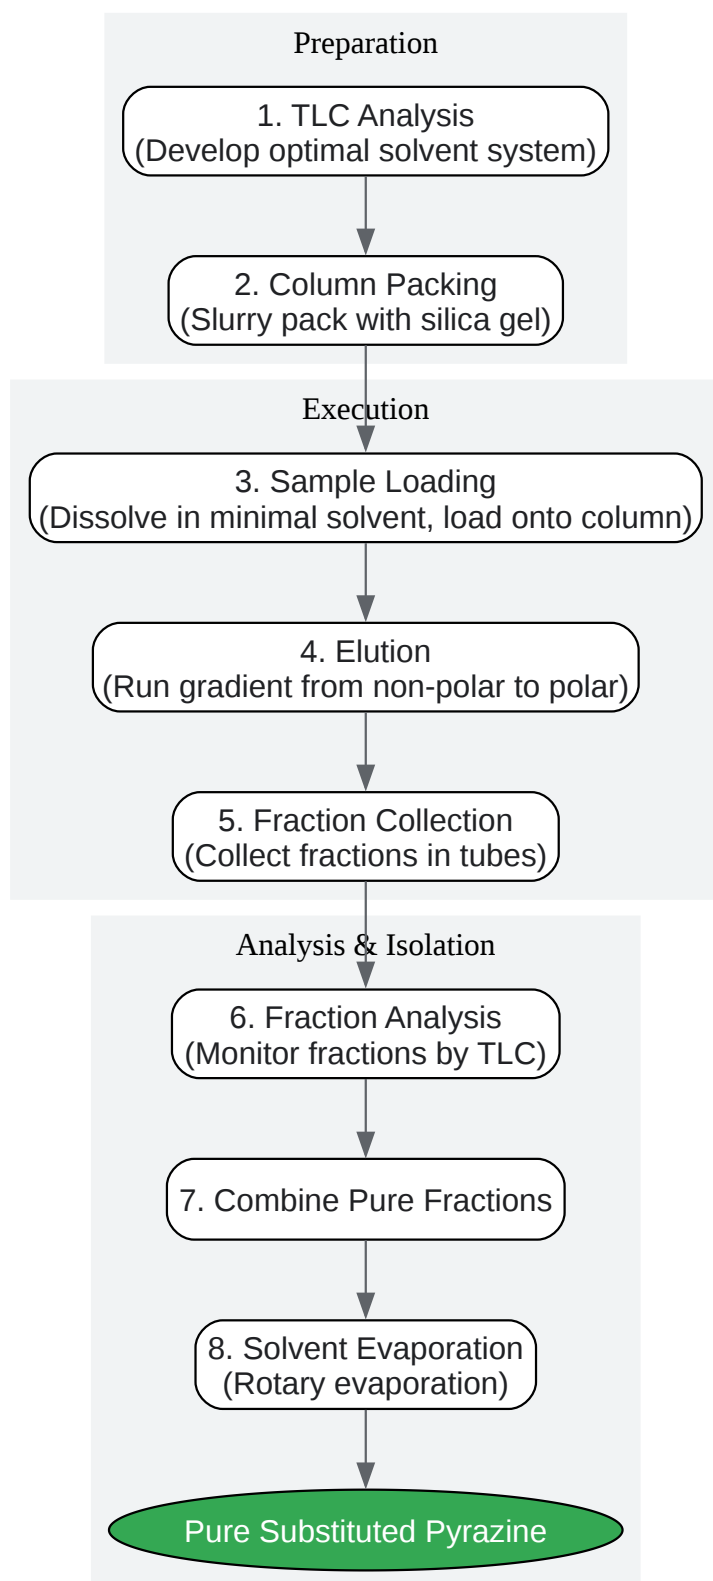 Preparation
1. TLC Analysis
(Develop optimal solvent system)
2. Column Packing
(Slurry pack with silica gel)
Execution
3. Sample Loading
(Dissolve in minimal solvent, load onto column)
4. Elution
(Run gradient from non-polar to polar)
5. Fraction Collection
(Collect fractions in tubes)
Analysis & Isolation
6. Fraction Analysis
(Monitor fractions by TLC)
7. Combine Pure Fractions
8. Solvent Evaporation
(Rotary evaporation)
Pure Substituted Pyrazine